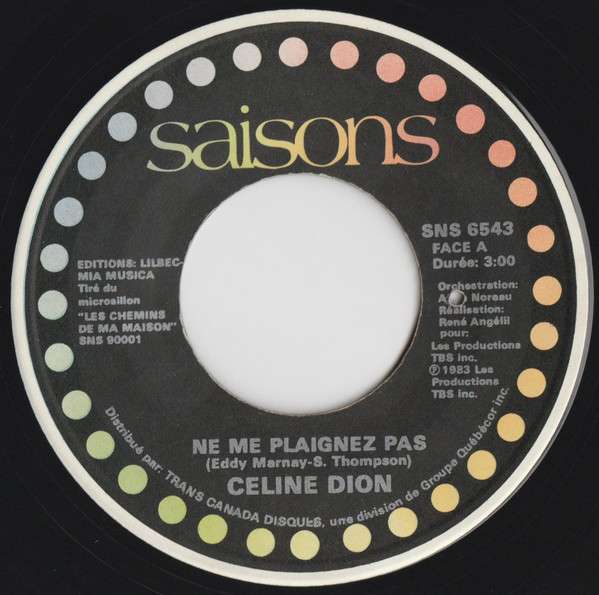 saisons
SNS 6543
FACE A
Durée: 3:00
EDITIONS: LILBEC-
MIA MUSICA
Tiré du
microsillon
"LES CHEMINS
DE MA MAISON"
SNS 90001
Orchestration:
Noreau
Réalisation:
René Angélil
pour:
Les Productions
TBS inc.
℗ 1983 Les
Productions
TBS inc.
NE ME PLAIGNEZ PAS
(Eddy Marnay-S. Thompson)
CELINE DION
Distribué par: TRANS CANADA DISQUES, une division de Groupe Québécor inc.